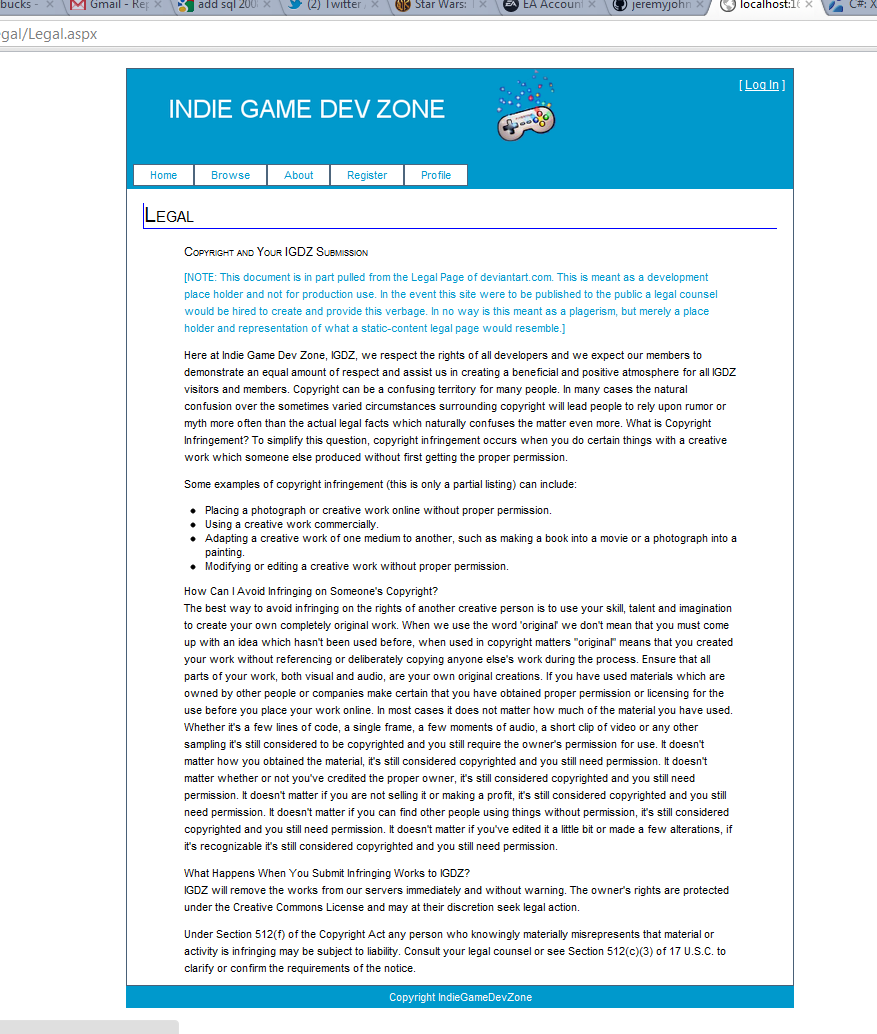 bucks -
Gmail - Rep
add sql 200
(2) Twitter
Star Wars:
EA Account
jeremyjohn
localhost:16
C#: X
gal/Legal.aspx
[ Log In ]
INDIE GAME DEV ZONE
Home Browse About Register Profile
Legal
Copyright and Your IGDZ Submission
[NOTE: This document is in part pulled from the Legal Page of deviantart.com. This is meant as a development
place holder and not for production use. In the event this site were to be published to the public a legal counsel
would be hired to create and provide this verbage. In no way is this meant as a plagerism, but merely a place
holder and representation of what a static-content legal page would resemble.]
Here at Indie Game Dev Zone, IGDZ, we respect the rights of all developers and we expect our members to
demonstrate an equal amount of respect and assist us in creating a beneficial and positive atmosphere for all IGDZ
visitors and members. Copyright can be a confusing territory for many people. In many cases the natural
confusion over the sometimes varied circumstances surrounding copyright will lead people to rely upon rumor or
myth more often than the actual legal facts which naturally confuses the matter even more. What is Copyright
Infringement? To simplify this question, copyright infringement occurs when you do certain things with a creative
work which someone else produced without first getting the proper permission.
Some examples of copyright infringement (this is only a partial listing) can include:
• Placing a photograph or creative work online without proper permission.
• Using a creative work commercially.
• Adapting a creative work of one medium to another, such as making a book into a movie or a photograph into a
painting.
• Modifying or editing a creative work without proper permission.
How Can I Avoid Infringing on Someone's Copyright?
The best way to avoid infringing on the rights of another creative person is to use your skill, talent and imagination
to create your own completely original work. When we use the word 'original' we don't mean that you must come
up with an idea which hasn't been used before, when used in copyright matters "original" means that you created
your work without referencing or deliberately copying anyone else's work during the process. Ensure that all
parts of your work, both visual and audio, are your own original creations. If you have used materials which are
owned by other people or companies make certain that you have obtained proper permission or licensing for the
use before you place your work online. In most cases it does not matter how much of the material you have used.
Whether it's a few lines of code, a single frame, a few moments of audio, a short clip of video or any other
sampling it's still considered to be copyrighted and you still require the owner's permission for use. It doesn't
matter how you obtained the material, it's still considered copyrighted and you still need permission. It doesn't
matter whether or not you've credited the proper owner, it's still considered copyrighted and you still need
permission. It doesn't matter if you are not selling it or making a profit, it's still considered copyrighted and you still
need permission. It doesn't matter if you can find other people using things without permission, it's still considered
copyrighted and you still need permission. It doesn't matter if you've edited it a little bit or made a few alterations, if
it's recognizable it's still considered copyrighted and you still need permission.
What Happens When You Submit Infringing Works to IGDZ?
IGDZ will remove the works from our servers immediately and without warning. The owner's rights are protected
under the Creative Commons License and may at their discretion seek legal action.
Under Section 512(f) of the Copyright Act any person who knowingly materially misrepresents that material or
activity is infringing may be subject to liability. Consult your legal counsel or see Section 512(c)(3) of 17 U.S.C. to
clarify or confirm the requirements of the notice.
Copyright IndieGameDevZone